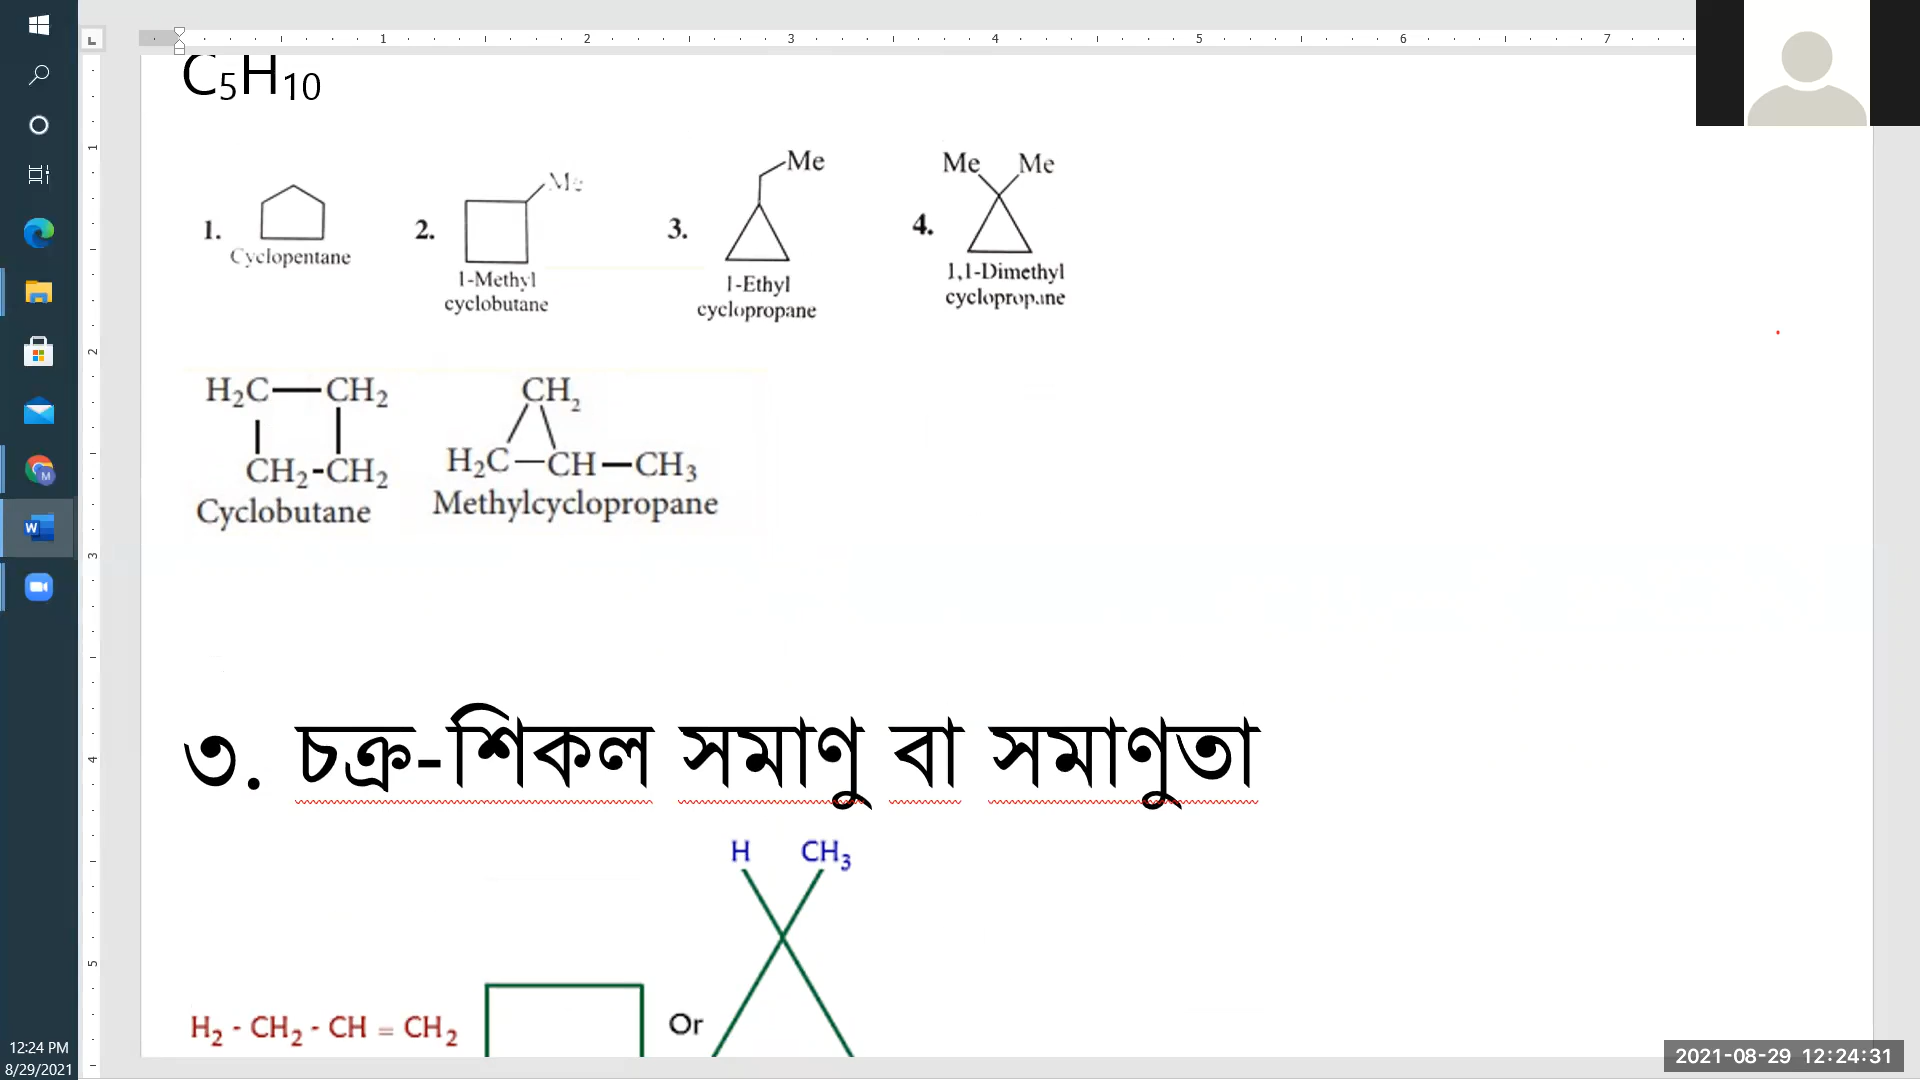 C₅H₁₀
Me
Me
Me Me
1.
2.
3.
4.
Cyclopentane
1-Methyl
cyclobutane
1-Ethyl
cyclopropane
1,1-Dimethyl
cyclopropane
H₂C—CH₂
CH₂-CH₂
Cyclobutane
CH₂
H₂C—CH—CH₃
Methylcyclopropane
৩. চক্র-শিকল সমাণু বা সমাণুতা
H CH₃
H₂ - CH₂ - CH = CH₂
Or
12:24 PM
8/29/2021
2021-08-29 12:24:31